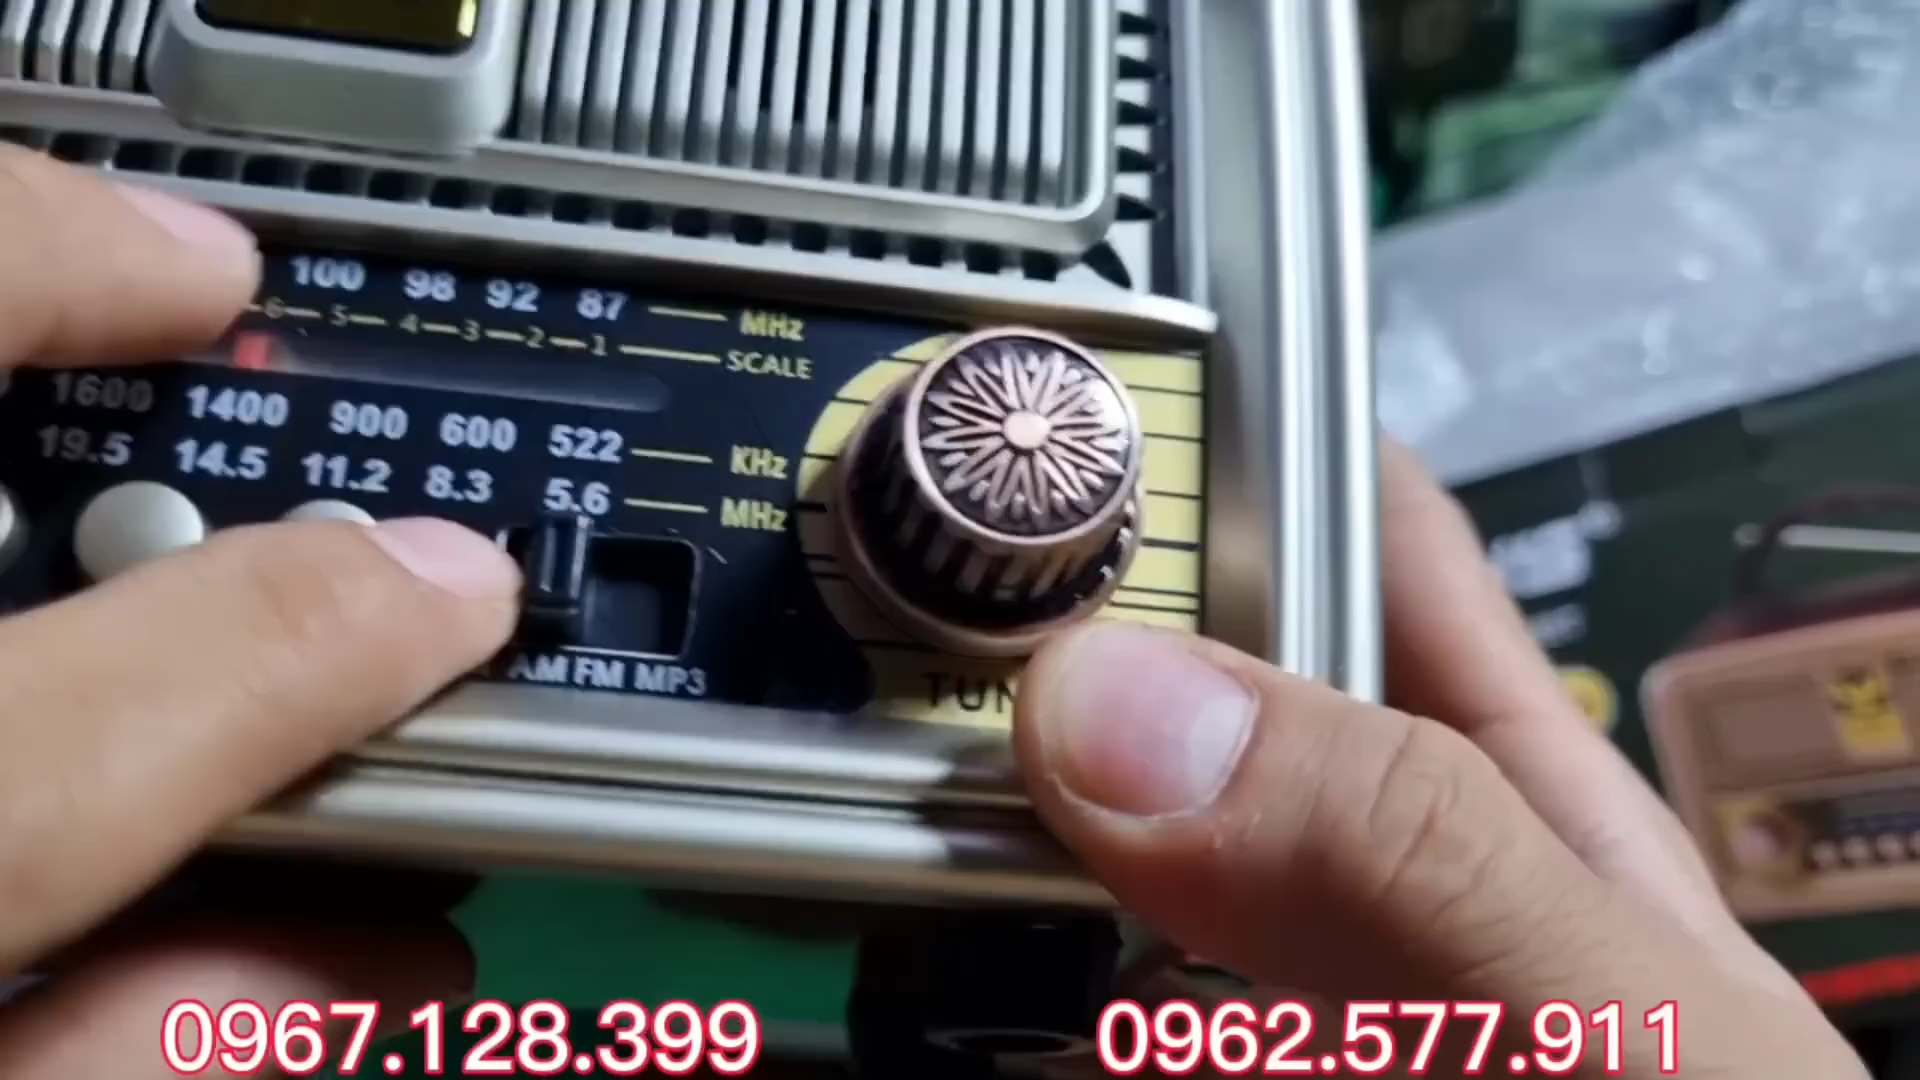 100 98 92 87 MHz
6 5 4 3 2 1 SCALE
1600 1400 900 600 522 KHz
19.5 14.5 11.2 8.3 5.6 MHz
AM FM MP3
0967.128.399
0962.577.911